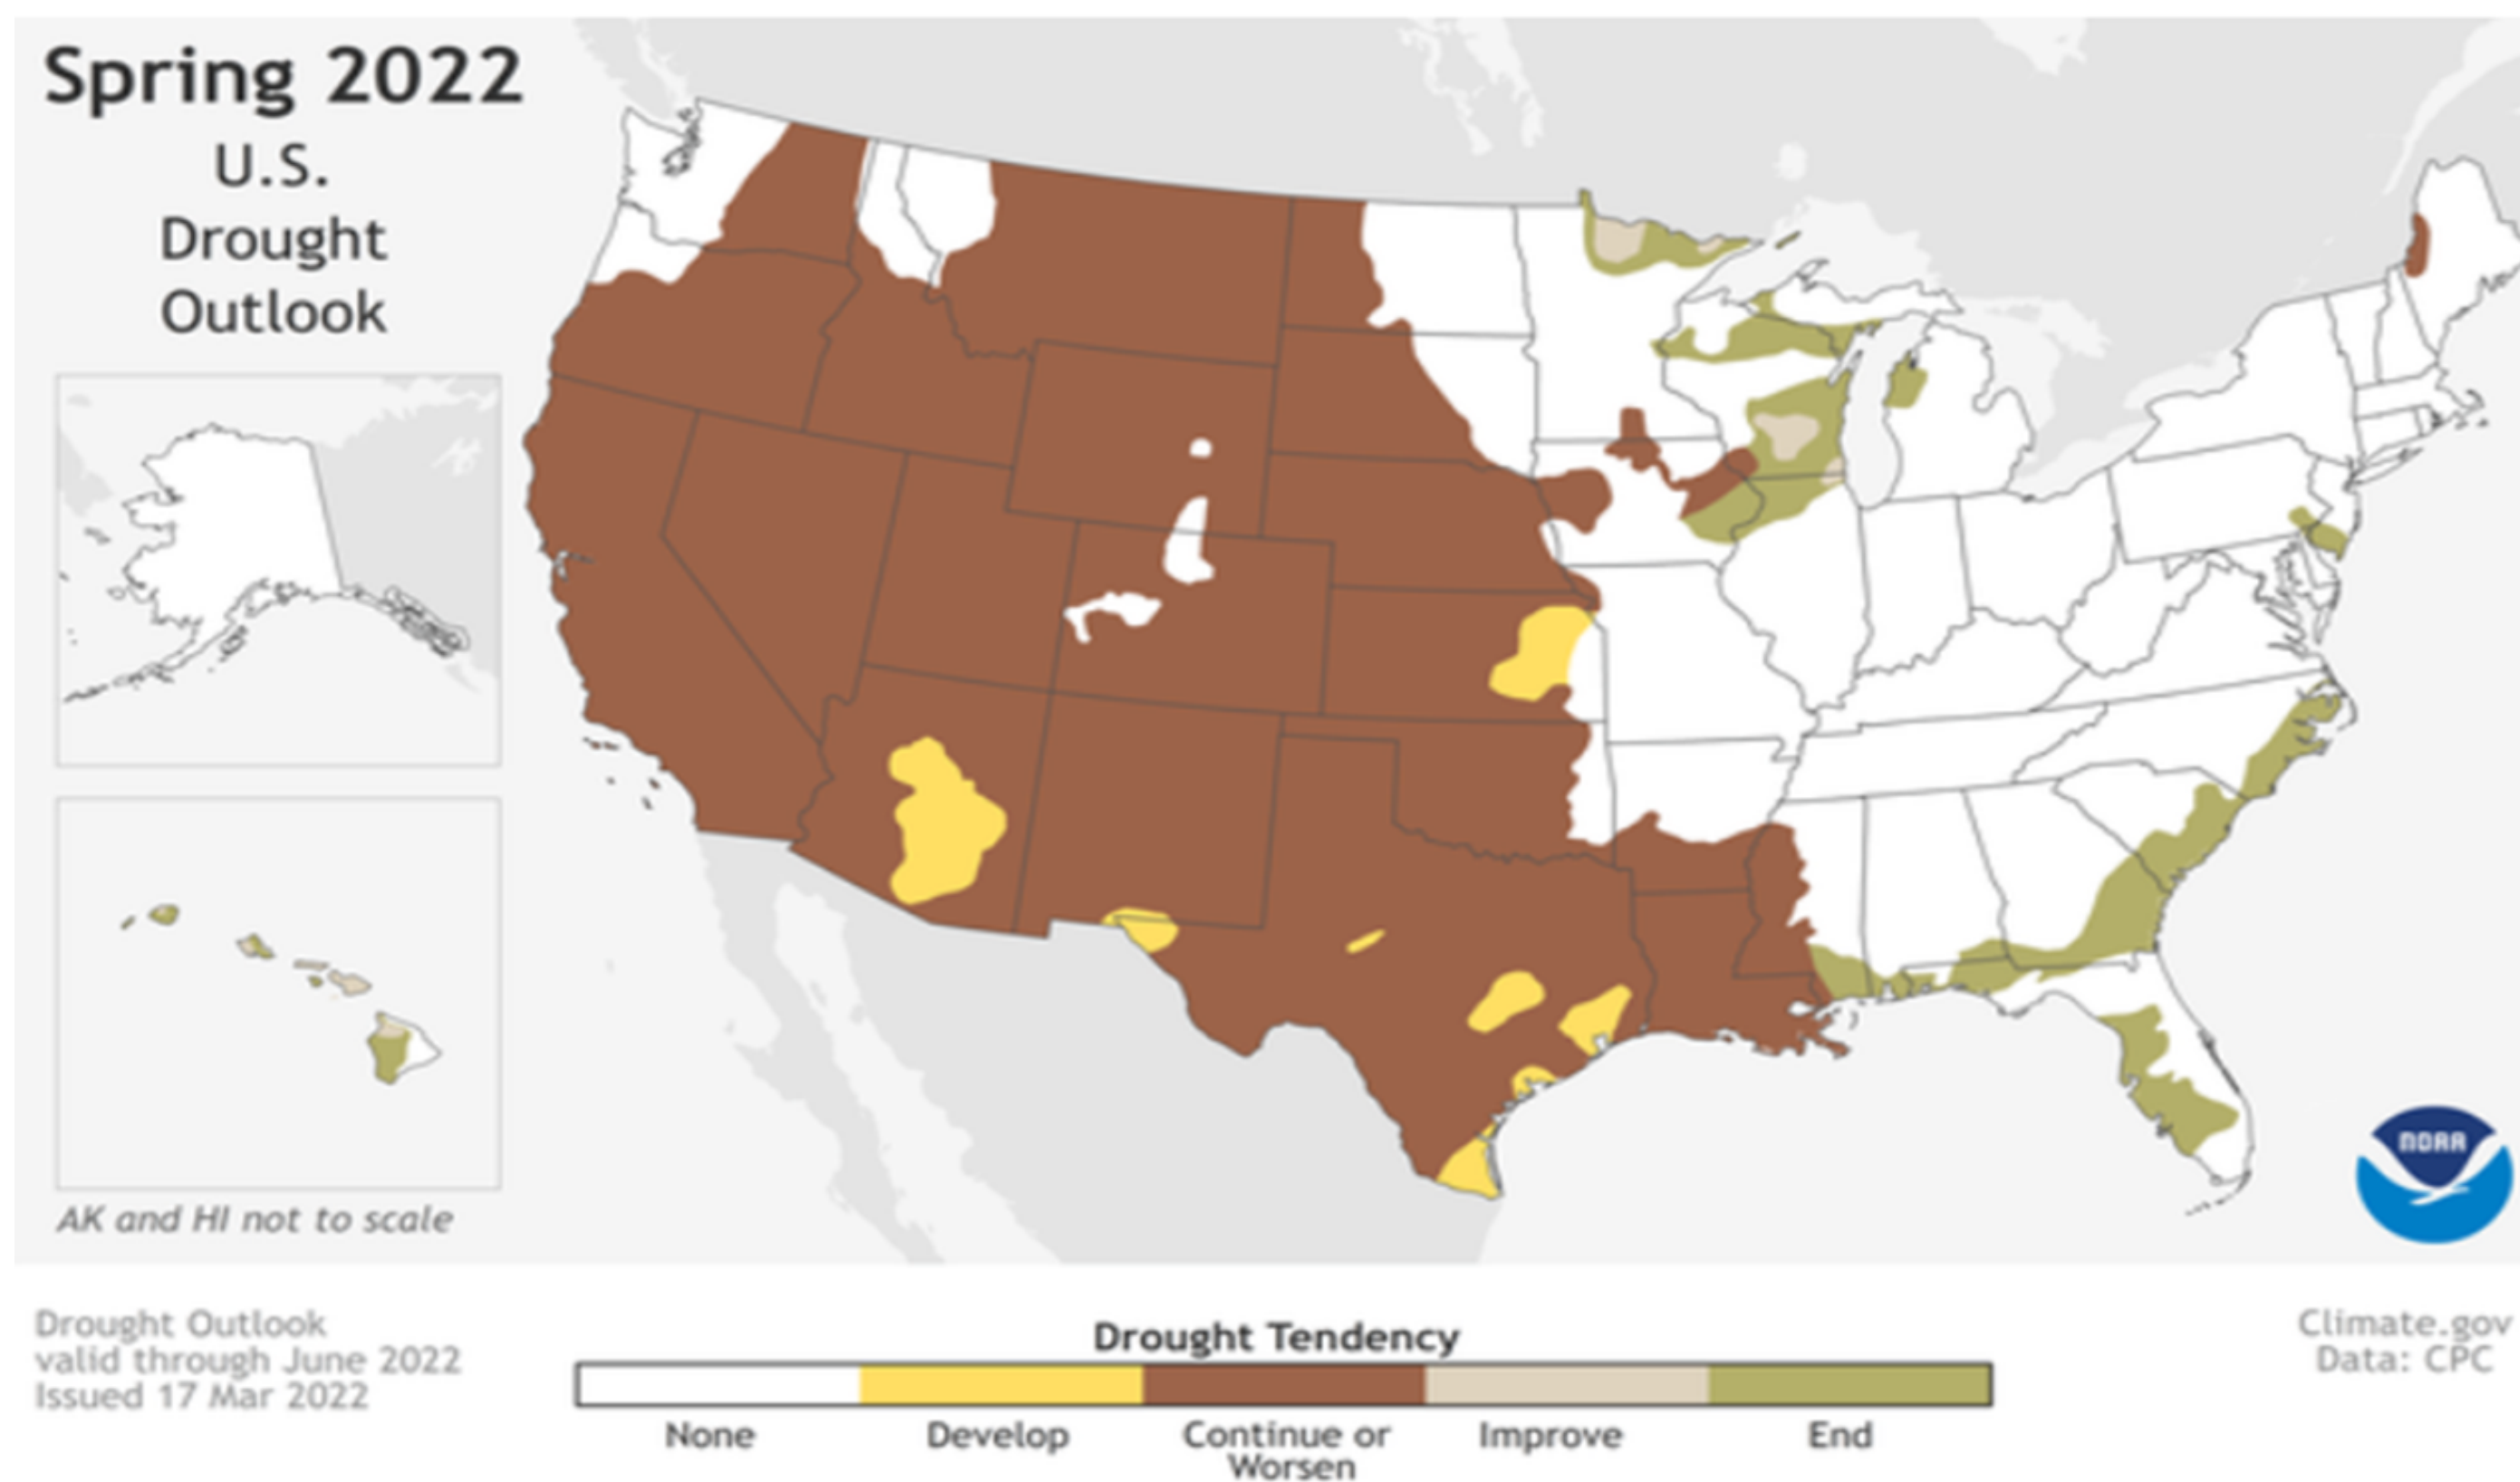 Spring 2022
U.S.
Drought
Outlook
AK and HI not to scale
NOAA
Drought Outlook
valid through June 2022
Issued 17 Mar 2022
Drought Tendency
None
Develop
Continue or
Worsen
Improve
End
Climate.gov
Data: CPC